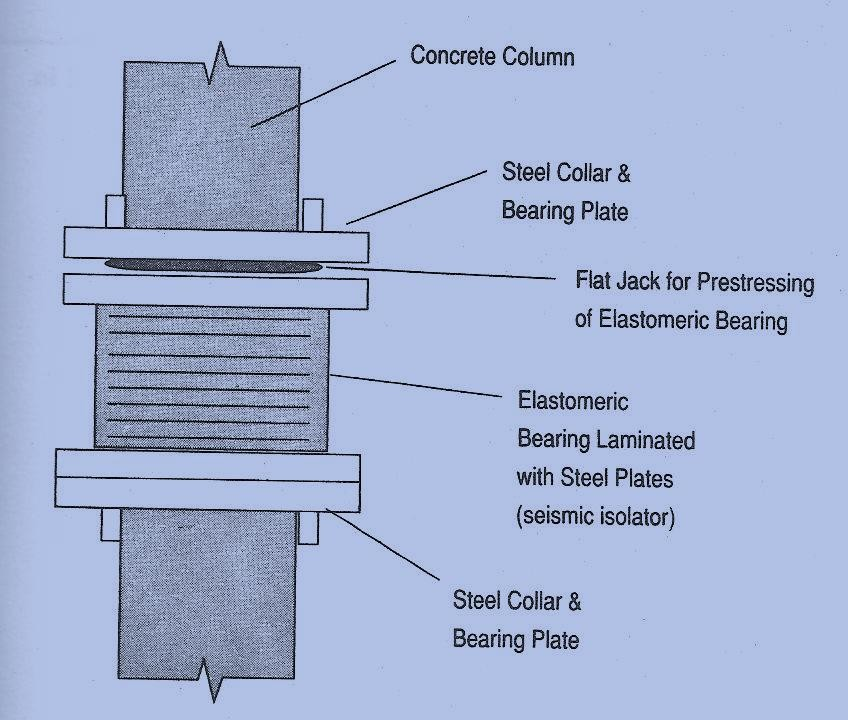 Concrete Column
Steel Collar &
Bearing Plate
Flat Jack for Prestressing
of Elastomeric Bearing
Elastomeric
Bearing Laminated
with Steel Plates
(seismic isolator)
Steel Collar &
Bearing Plate